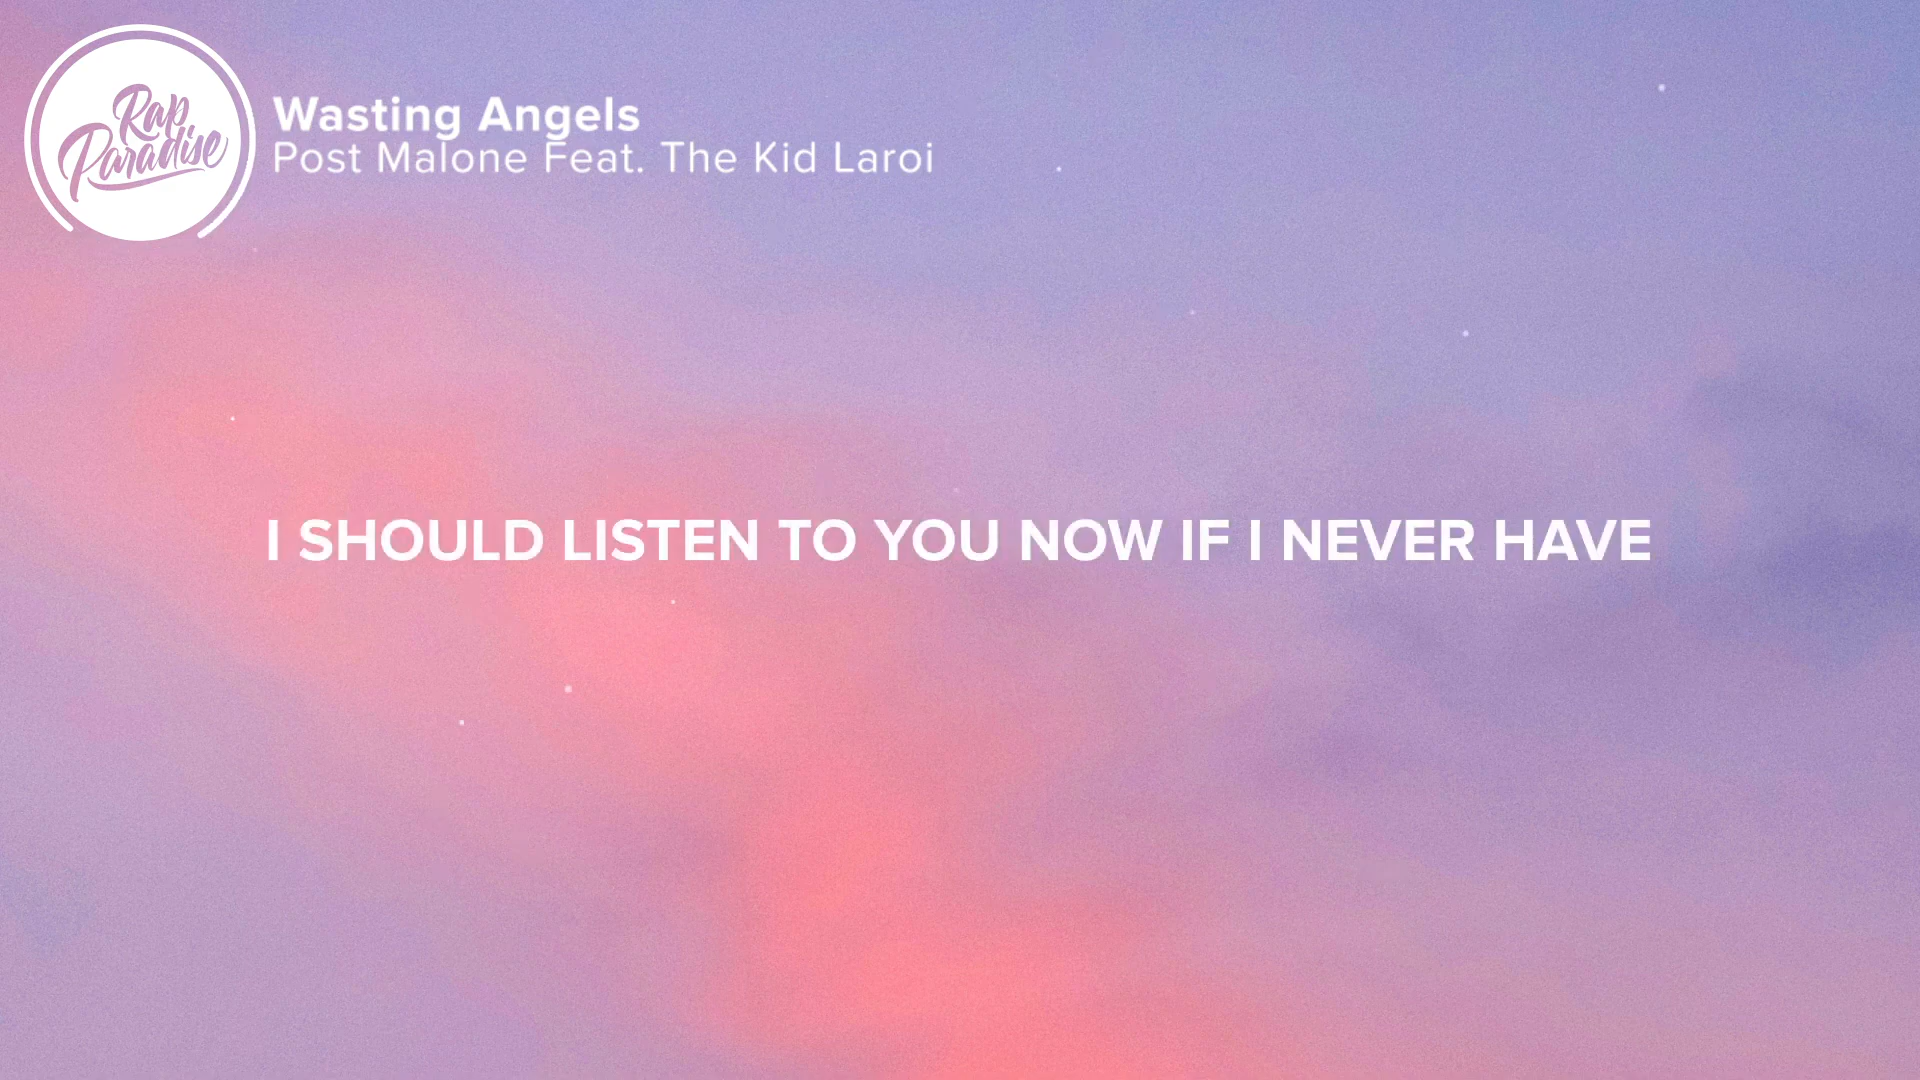 Rap
Paradise
Wasting Angels
Post Malone Feat. The Kid Laroi
I SHOULD LISTEN TO YOU NOW IF I NEVER HAVE